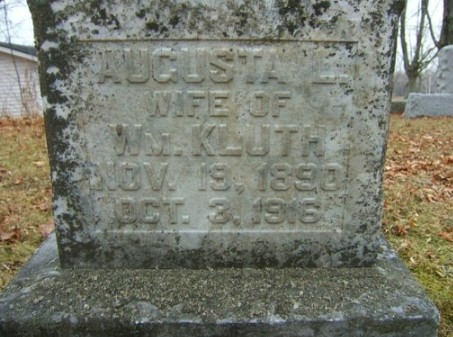 AUGUSTA L.
WIFE OF
WM. KLUTH
NOV. 19, 1890
OCT. 3, 1916